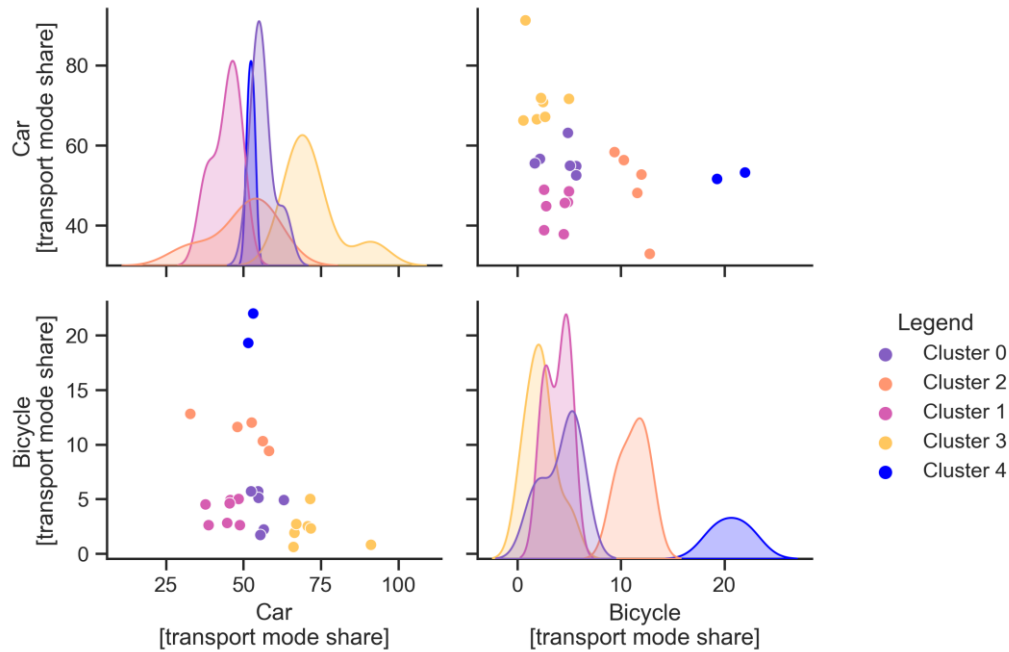 Car
[transport mode share]
80
60
40
Bicycle
[transport mode share]
20
15
10
5
0
25
50
75
100
Car
[transport mode share]
0
10
20
Bicycle
[transport mode share]
Legend
Cluster 0
Cluster 2
Cluster 1
Cluster 3
Cluster 4